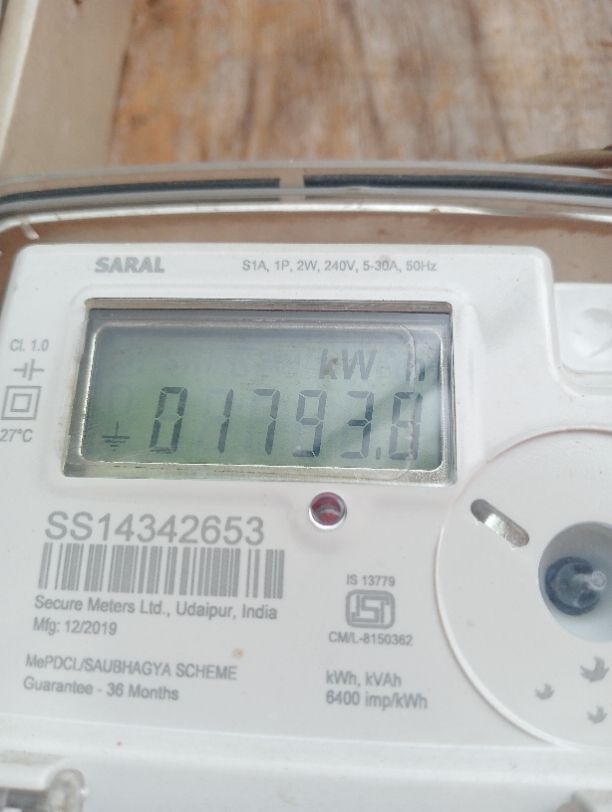 SARAL
S1A, 1P, 2W, 240V, 5-30A, 50Hz
Cl. 1.0
27°C
kW h
01793.8
SS14342653
Secure Meters Ltd., Udaipur, India
Mfg: 12/2019
MePDCL/SAUBHAGYA SCHEME
Guarantee - 36 Months
IS 13779
ISI
CM/L-8150362
kWh, kVAh
6400 imp/kWh